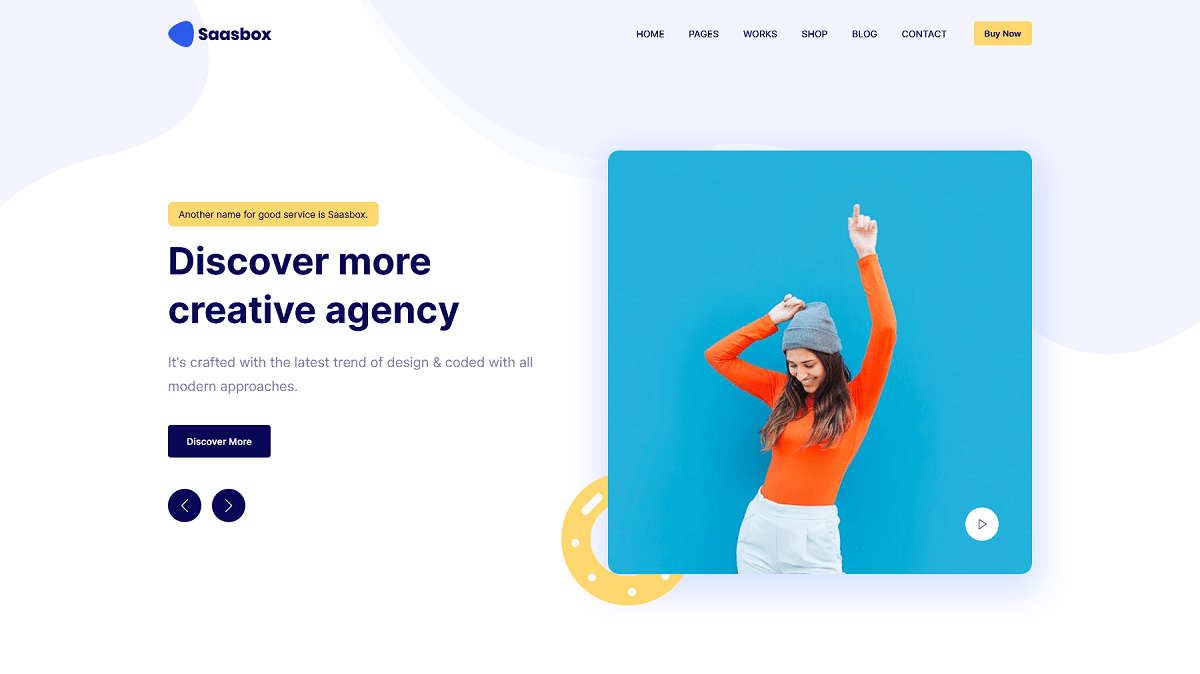 Saasbox
HOME PAGES WORKS SHOP BLOG CONTACT Buy Now
Another name for good service is Saasbox.
Discover more
creative agency
It's crafted with the latest trend of design & coded with all
modern approaches.
Discover More